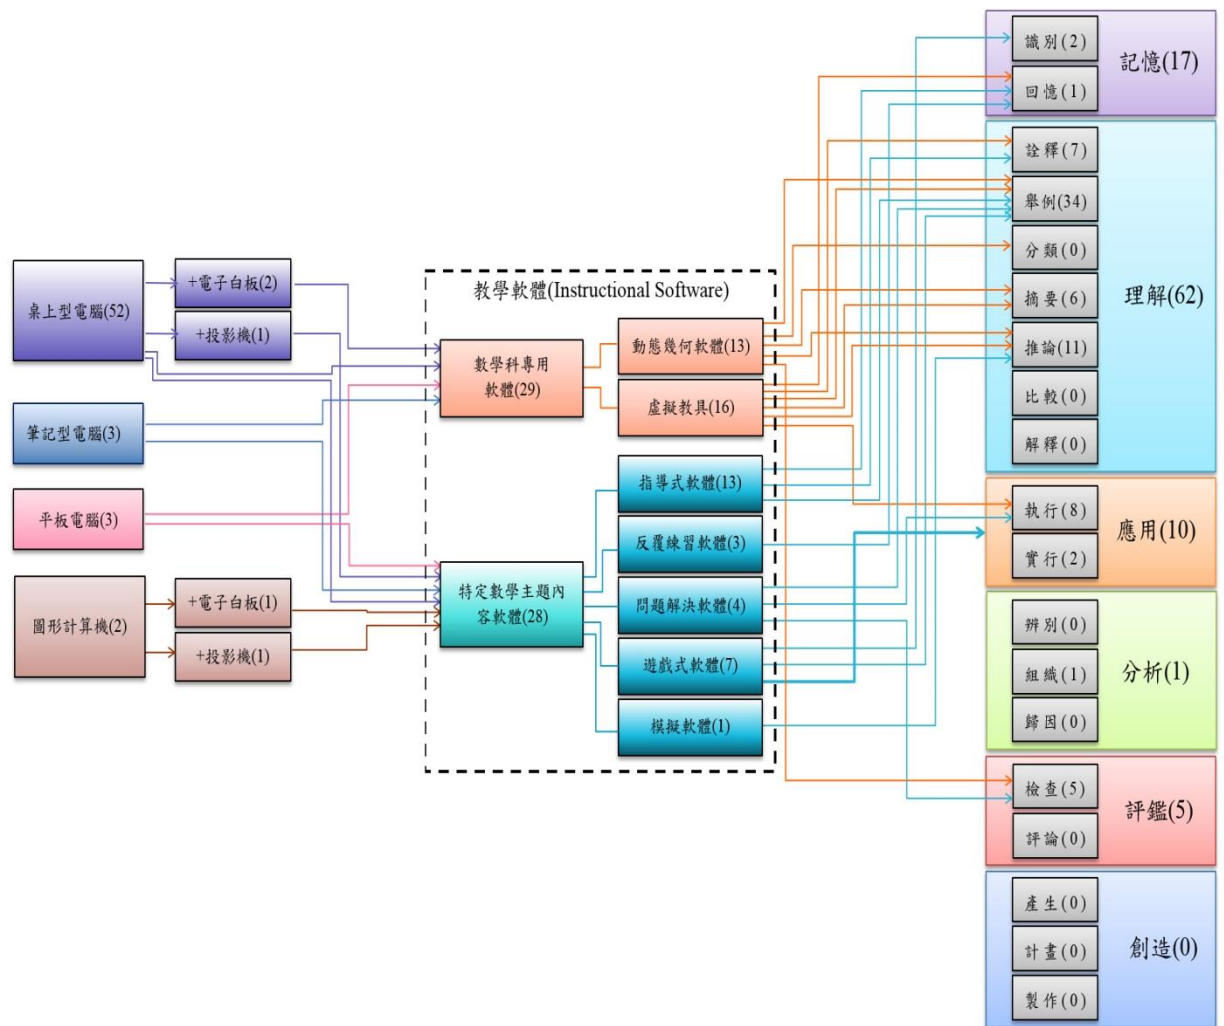 桌上型電腦(52)
+電子白板(2)
+投影機(1)
筆記型電腦(3)
平板電腦(3)
圖形計算機(2)
+電子白板(1)
+投影機(1)
教學軟體(Instructional Software)
數學科專用
軟體(29)
動態幾何軟體(13)
虛擬教具(16)
特定數學主題內
容軟體(28)
指導式軟體(13)
反覆練習軟體(3)
問題解決軟體(4)
遊戲式軟體(7)
模擬軟體(1)
記憶(17)
識別(2)
回憶(1)
理解(62)
詮釋(7)
舉例(34)
分類(0)
摘要(6)
推論(11)
比較(0)
解釋(0)
應用(10)
執行(8)
實行(2)
分析(1)
辨別(0)
組織(1)
歸因(0)
評鑑(5)
檢查(5)
評論(0)
創造(0)
產生(0)
計畫(0)
製作(0)